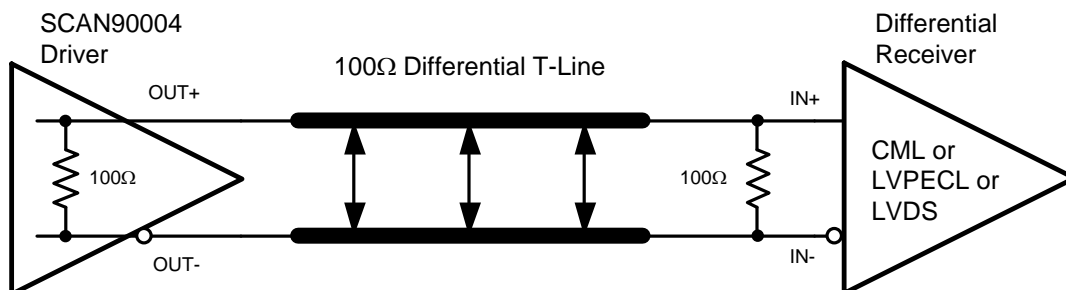 SCAN90004
Driver
OUT+
100Ω
OUT-
100Ω Differential T-Line
Differential
Receiver
IN+
100Ω
IN-
CML or
LVPECL or
LVDS